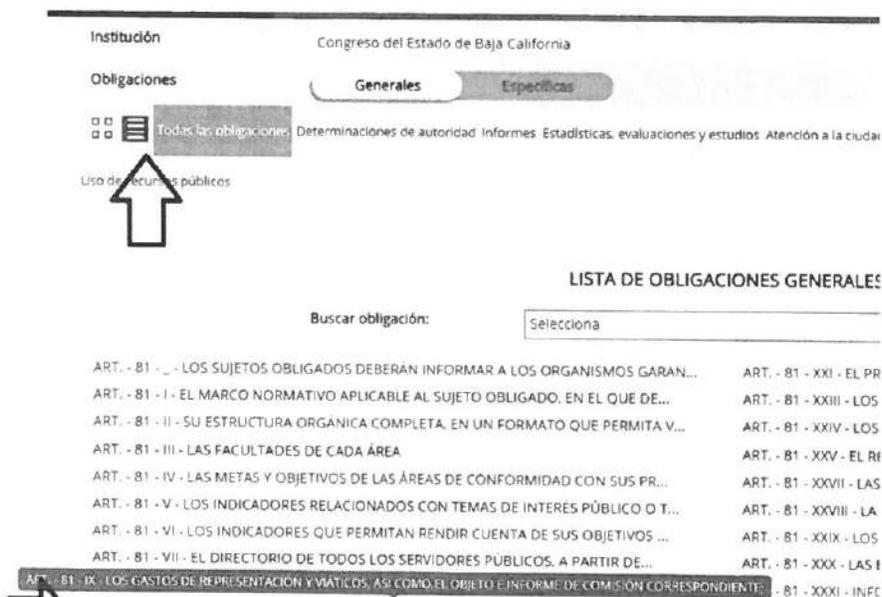 Institución Congreso del Estado de Baja California
Obligaciones Generales Específicas
Todas las obligaciones Determinaciones de autoridad Informes Estadísticas, evaluaciones y estudios Atención a la ciudad
Uso de recursos públicos
LISTA DE OBLIGACIONES GENERALES
Buscar obligación: Selecciona
ART. - 81 - _ - LOS SUJETOS OBLIGADOS DEBERÁN INFORMAR A LOS ORGANISMOS GARAN... ART. - 81 - XXI - EL PR
ART. - 81 - I - EL MARCO NORMATIVO APLICABLE AL SUJETO OBLIGADO, EN EL QUE DE... ART. - 81 - XXIII - LOS
ART. - 81 - II - SU ESTRUCTURA ORGÁNICA COMPLETA, EN UN FORMATO QUE PERMITA V... ART. - 81 - XXIV - LOS
ART. - 81 - III - LAS FACULTADES DE CADA ÁREA ART. - 81 - XXV - EL RE
ART. - 81 - IV - LAS METAS Y OBJETIVOS DE LAS ÁREAS DE CONFORMIDAD CON SUS PR... ART. - 81 - XXVII - LAS
ART. - 81 - V - LOS INDICADORES RELACIONADOS CON TEMAS DE INTERÉS PÚBLICO O T... ART. - 81 - XXVIII - LA
ART. - 81 - VI - LOS INDICADORES QUE PERMITAN RENDIR CUENTA DE SUS OBJETIVOS ... ART. - 81 - XXIX - LOS
ART. - 81 - VII - EL DIRECTORIO DE TODOS LOS SERVIDORES PÚBLICOS, A PARTIR DE... ART. - 81 - XXX - LAS E
- 81 - IX - LOS GASTOS DE REPRESENTACIÓN Y VIÁTICOS, ASÍ COMO EL OBJETO E INFORME DE COMISIÓN CORRESPONDIENTE; - 81 - XXXI - INFO